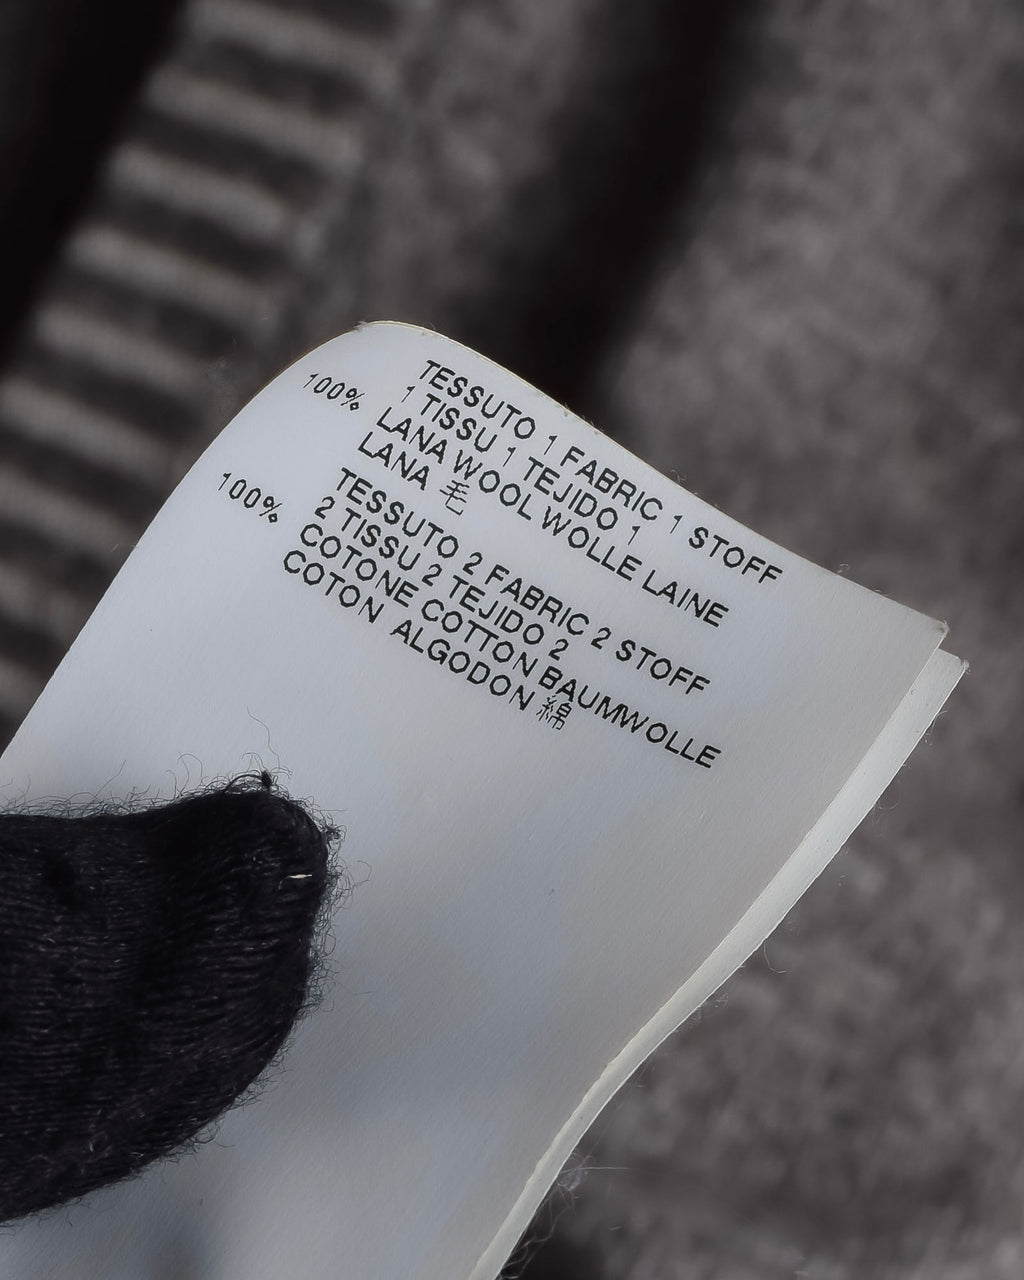 TESSUTO 1 FABRIC 1 STOFF
1 TISSU 1 TEJIDO 1
100% LANA WOOL WOLLE LAINE
LANA 毛
TESSUTO 2 FABRIC 2 STOFF
2 TISSU 2 TEJIDO 2
100% COTONE COTTON BAUMWOLLE
COTON ALGODON 綿